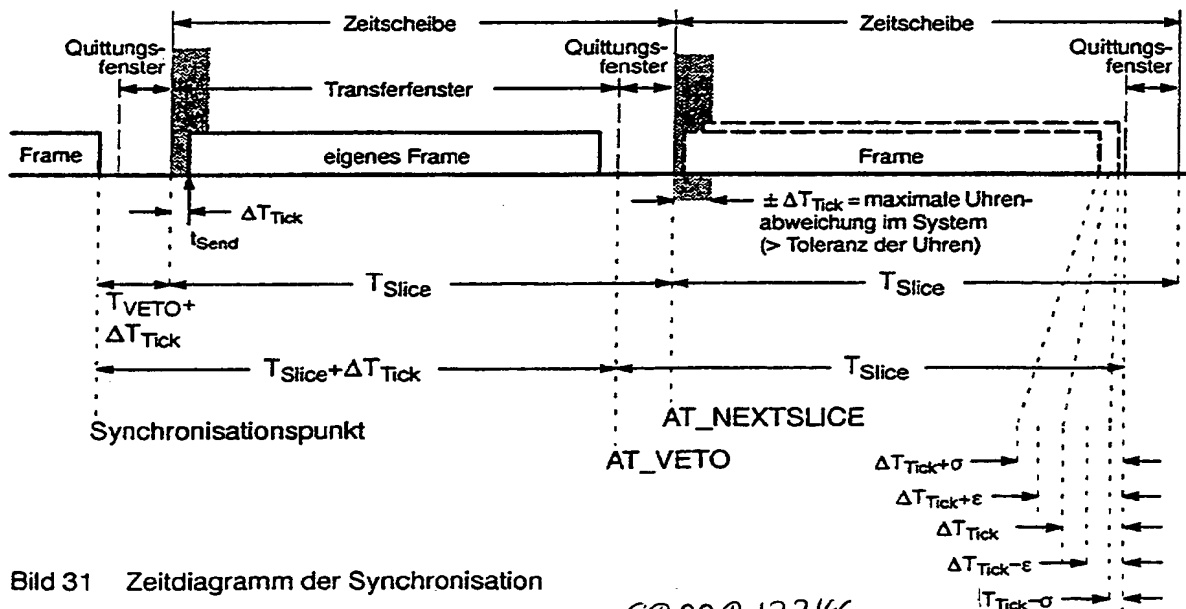 Zeitscheibe Zeitscheibe
Quittungs-
fenster
Quittungs-
fenster
Quittungs-
fenster
Transferfenster
Frame
eigenes Frame
Frame
ΔT_Tick
t_Send
± ΔT_Tick = maximale Uhren-
abweichung im System
(> Toleranz der Uhren)
T_VETO+
ΔT_Tick
T_Slice
T_Slice
T_Slice+ΔT_Tick
T_Slice
Synchronisationspunkt
AT_NEXTSLICE
AT_VETO
ΔT_Tick+σ
ΔT_Tick+ε
ΔT_Tick
ΔT_Tick-ε
T_Tick-σ
Bild 31 Zeitdiagramm der Synchronisation